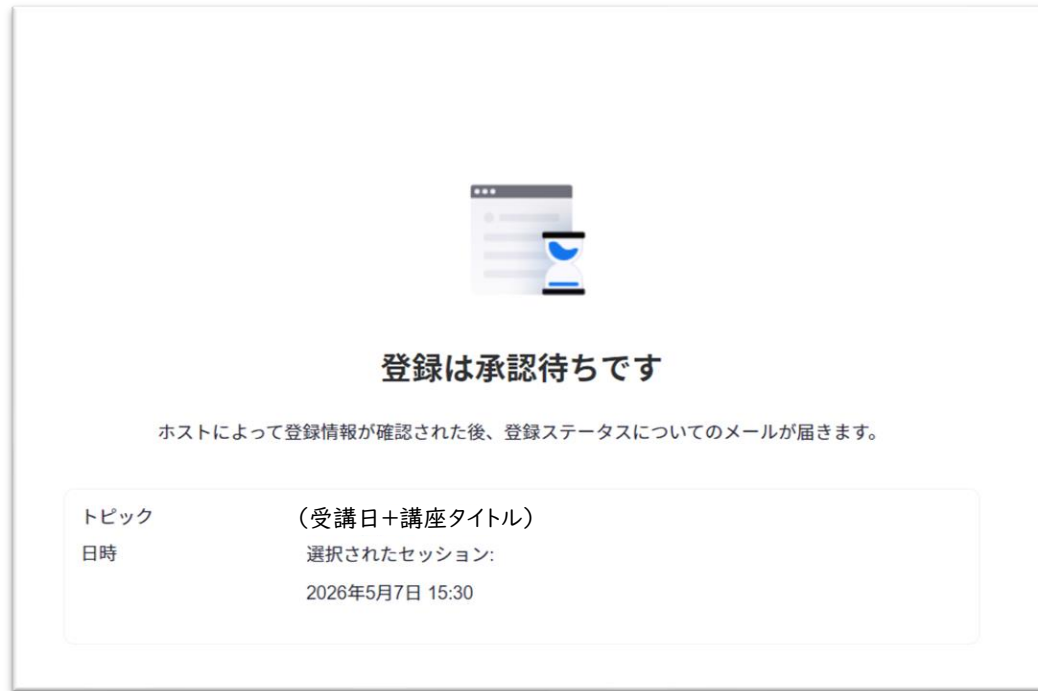 登録は承認待ちです
ホストによって登録情報が確認された後、登録ステータスについてのメールが届きます。
トピック （受講日+講座タイトル）
日時 選択されたセッション:
2026年5月7日 15:30